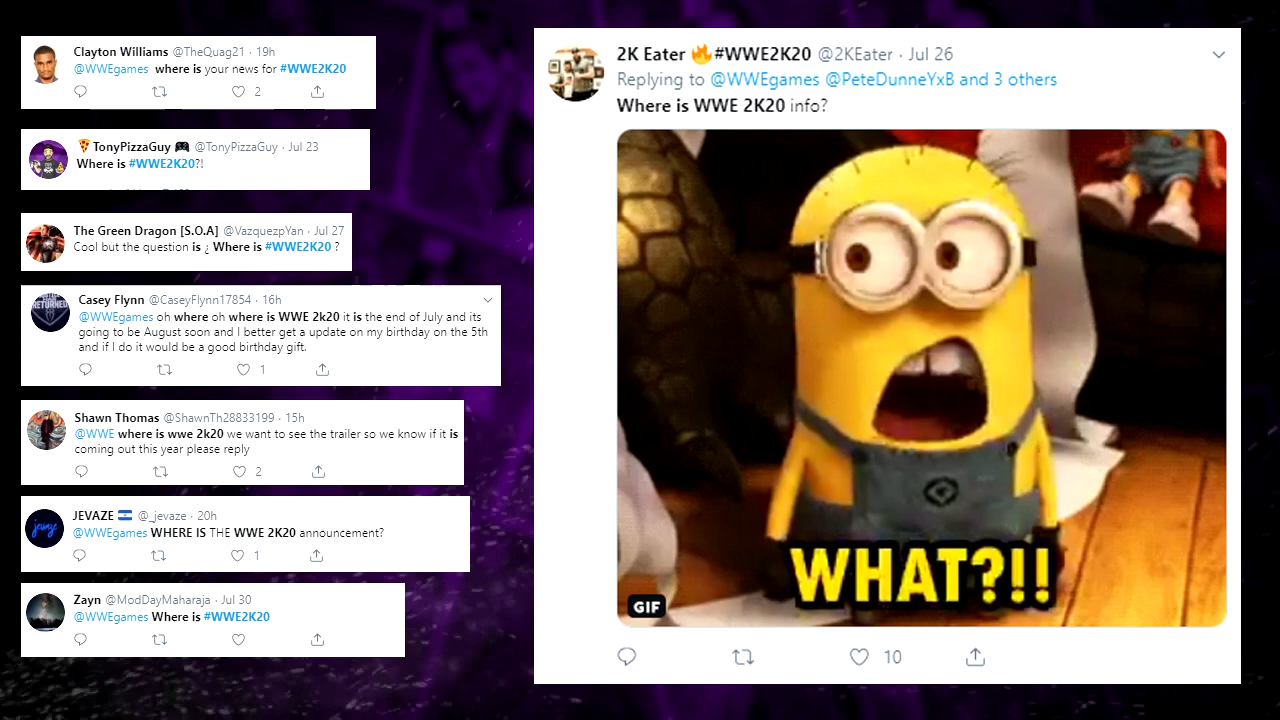 Clayton Williams @TheQuag21 · 19h
@WWEgames where is your news for #WWE2K20
2
TonyPizzaGuy @TonyPizzaGuy · Jul 23
Where is #WWE2K20?!
The Green Dragon [S.O.A] @VazquezpYan · Jul 27
Cool but the question is ¿ Where is #WWE2K20 ?
RETURNED
Casey Flynn @CaseyFlynn17854 · 16h
@WWEgames oh where oh where is WWE 2k20 it is the end of July and its
going to be August soon and I better get a update on my birthday on the 5th
and if I do it would be a good birthday gift.
1
Shawn Thomas @ShawnTh28833199 · 15h
@WWE where is wwe 2k20 we want to see the trailer so we know if it is
coming out this year please reply
2
jevaze
JEVAZE @_jevaze · 20h
@WWEgames WHERE IS THE WWE 2K20 announcement?
1
Zayn @ModDayMaharaja · Jul 30
@WWEgames Where is #WWE2K20
2K Eater 🔥#WWE2K20 @2KEater · Jul 26
Replying to @WWEgames @PeteDunneYxB and 3 others
Where is WWE 2K20 info?
WHAT?!!
GIF
10